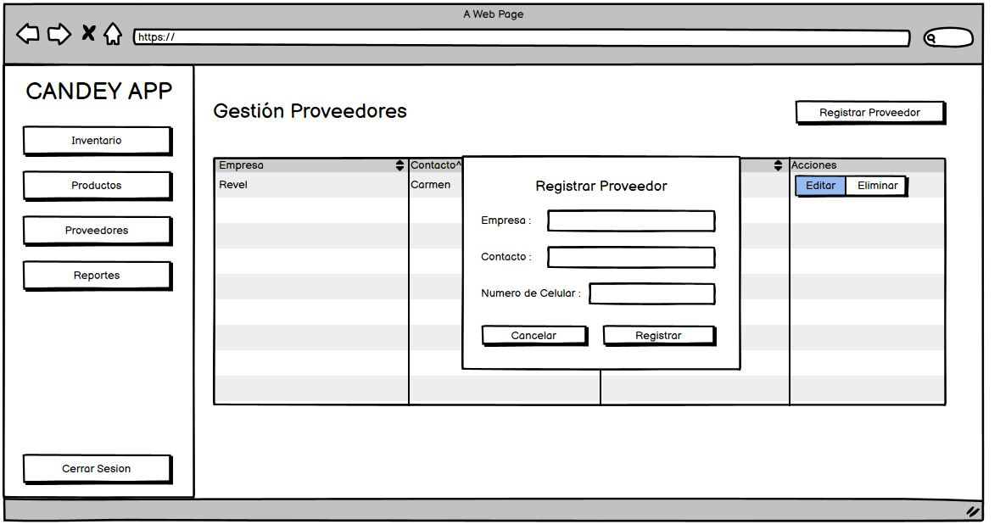 A Web Page
https://
CANDEY APP
Inventario
Productos
Proveedores
Reportes
Cerrar Sesion
Gestión Proveedores
Registrar Proveedor
Empresa Contacto^ Acciones
Revel Carmen Editar Eliminar
Registrar Proveedor
Empresa :
Contacto :
Numero de Celular :
Cancelar Registrar